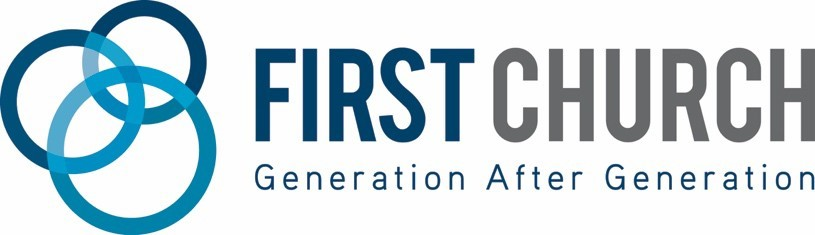 FIRST CHURCH
Generation After Generation